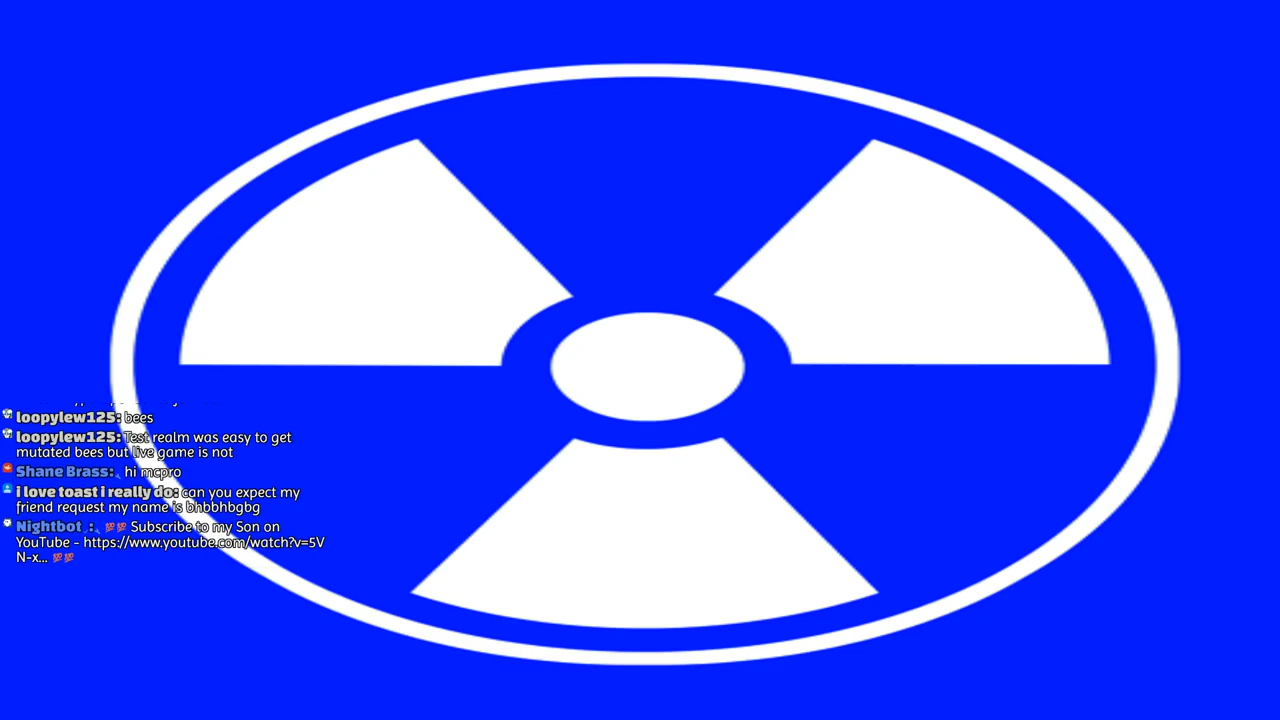 loopylew125: bees
loopylew125: Test realm was easy to get
mutated bees but live game is not
Shane Brass: hi mcpro
i love toast i really do: can you expect my
friend request my name is bhbbhbgbg
Nightbot : 💯💯 Subscribe to my Son on
YouTube - https://www.youtube.com/watch?v=5V
N-x... 💯💯